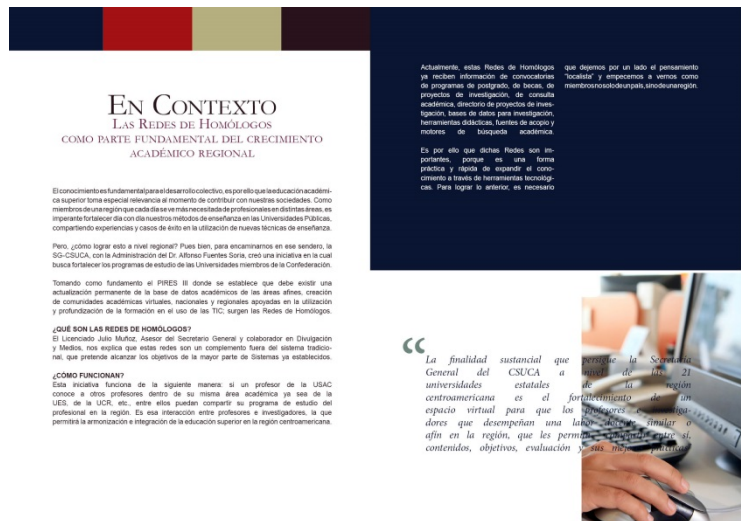 EN CONTEXTO
LAS REDES DE HOMÓLOGOS
COMO PARTE FUNDAMENTAL DEL CRECIMIENTO
ACADÉMICO REGIONAL
El conocimiento es fundamental para el desarrollo colectivo, es por ello que la educación académi-
ca superior toma especial relevancia al momento de contribuir con nuestras sociedades. Como
miembros de una región que cada día se ve más necesitada de profesionales en distintas áreas, es
imperante fortalecer día con día nuestros métodos de enseñanza en las Universidades Públicas,
compartiendo experiencias y casos de éxito en la utilización de nuevas técnicas de enseñanza.
Pero, ¿cómo lograr esto a nivel regional? Pues bien, para encaminarnos en ese sendero, la
SG-CSUCA, con la Administración del Dr. Alfonso Fuentes Soria, creó una iniciativa en la cual
busca fortalecer los programas de estudio de las Universidades miembros de la Confederación.
Tomando como fundamento el PIRES III donde se establece que debe existir una
actualización permanente de la base de datos académicos de las áreas afines, creación
de comunidades académicas virtuales, nacionales y regionales apoyadas en la utilización
y profundización de la formación en el uso de las TIC; surgen las Redes de Homólogos.
¿QUÉ SON LAS REDES DE HOMÓLOGOS?
El Licenciado Julio Muñoz, Asesor del Secretario General y colaborador en Divulgación
y Medios, nos explica que estas redes son un complemento fuera del sistema tradicio-
nal, que pretende alcanzar los objetivos de la mayor parte de Sistemas ya establecidos.
¿CÓMO FUNCIONAN?
Esta iniciativa funciona de la siguiente manera: si un profesor de la USAC
conoce a otros profesores dentro de su misma área académica ya sea de la
UES, de la UCR, etc., entre ellos puedan compartir su programa de estudio del
profesional en la región. Es esa interacción entre profesores e investigadores, la que
permitirá la armonización e integración de la educación superior en la región centroamericana.
Actualmente, estas Redes de Homólogos
ya reciben información de convocatorias
de programas de postgrado, de becas, de
proyectos de investigación, de consulta
académica, directorio de proyectos de inves-
tigación, bases de datos para investigación,
herramientas didácticas, fuentes de acopio y
motores de búsqueda académica.
Es por ello que dichas Redes son im-
portantes, porque es una forma
práctica y rápida de expandir el cono-
cimiento a través de herramientas tecnológi-
cas. Para lograr lo anterior, es necesario
que dejemos por un lado el pensamiento
"localista" y empecemos a vernos como
miembros no solo de un país, sino de una región.
“
La finalidad sustancial que persigue la Secretaría
General del CSUCA a nivel de las 21
universidades estatales de la región
centroamericana es el fortalecimiento de un
espacio virtual para que los profesores e investiga-
dores que desempeñan una labor docente similar o
afín en la región, que les permita compartir entre sí,
contenidos, objetivos, evaluación y sus mejores prácticas